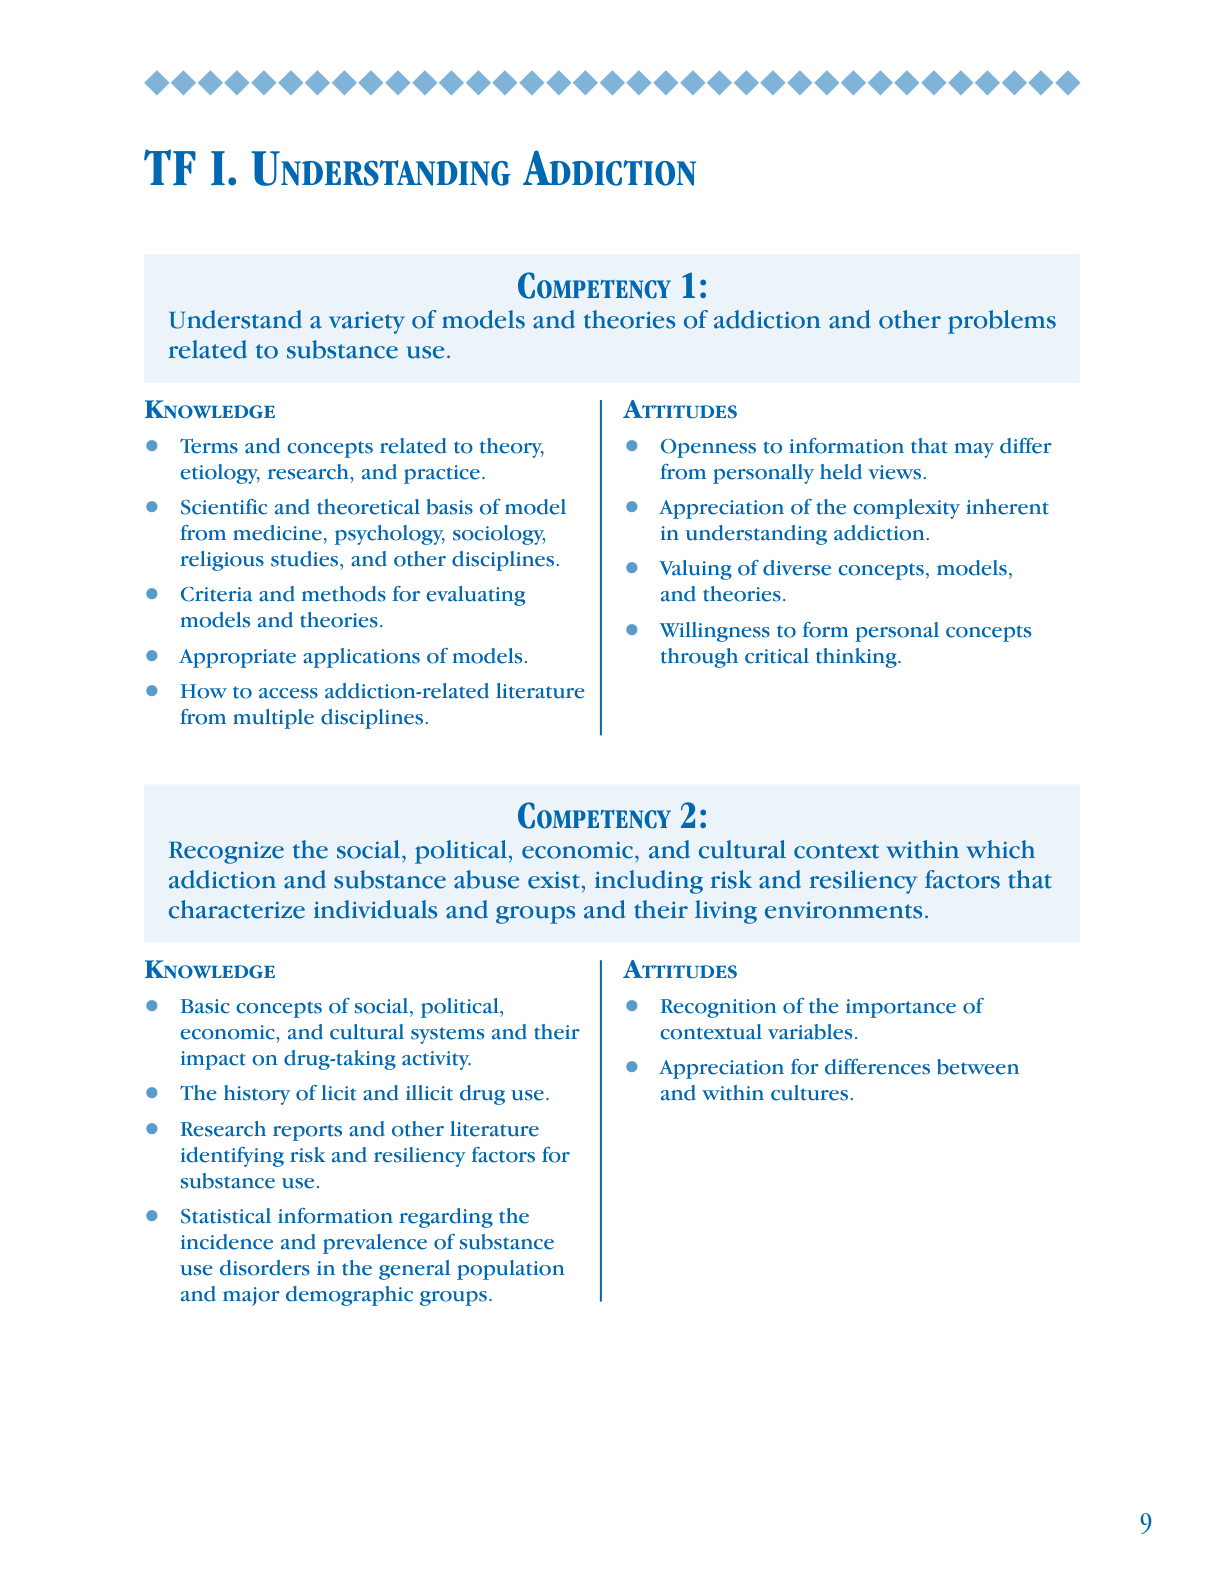 TF I. Understanding Addiction
Competency 1:
Understand a variety of models and theories of addiction and other problems
related to substance use.
Knowledge
● Terms and concepts related to theory,
etiology, research, and practice.
● Scientific and theoretical basis of model
from medicine, psychology, sociology,
religious studies, and other disciplines.
● Criteria and methods for evaluating
models and theories.
● Appropriate applications of models.
● How to access addiction-related literature
from multiple disciplines.
Attitudes
● Openness to information that may differ
from personally held views.
● Appreciation of the complexity inherent
in understanding addiction.
● Valuing of diverse concepts, models,
and theories.
● Willingness to form personal concepts
through critical thinking.
Competency 2:
Recognize the social, political, economic, and cultural context within which
addiction and substance abuse exist, including risk and resiliency factors that
characterize individuals and groups and their living environments.
Knowledge
● Basic concepts of social, political,
economic, and cultural systems and their
impact on drug-taking activity.
● The history of licit and illicit drug use.
● Research reports and other literature
identifying risk and resiliency factors for
substance use.
● Statistical information regarding the
incidence and prevalence of substance
use disorders in the general population
and major demographic groups.
Attitudes
● Recognition of the importance of
contextual variables.
● Appreciation for differences between
and within cultures.
9